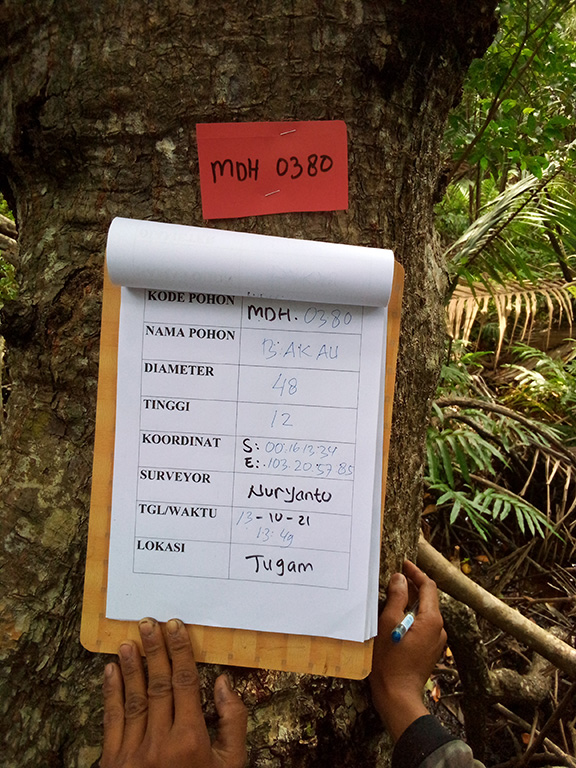 MDH 0380
KODE POHON MDH. 0380
NAMA POHON BiAKAU
DIAMETER 48
TINGGI 12
KOORDINAT S: 00.16 13.34
E: .103.20.57.85
SURVEYOR Nuryanto
TGL/WAKTU 13-10-21
13:49
LOKASI Tugam